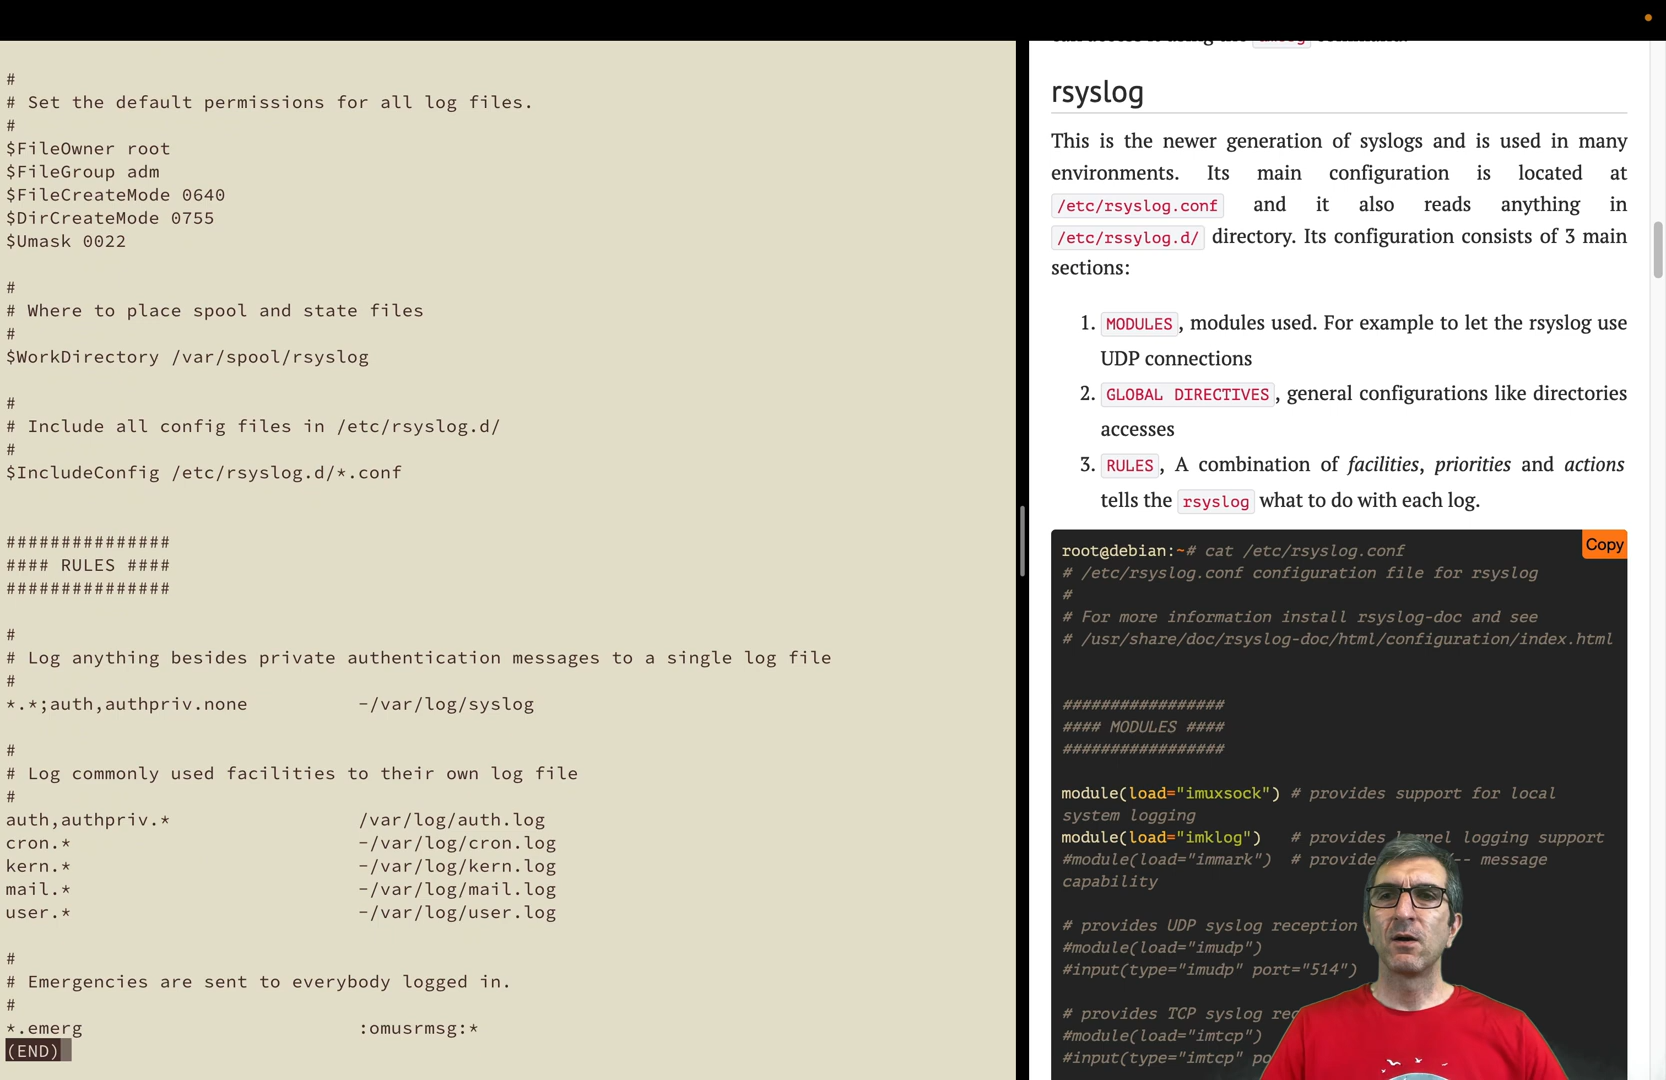 #
# Set the default permissions for all log files.
#
$FileOwner root
$FileGroup adm
$FileCreateMode 0640
$DirCreateMode 0755
$Umask 0022
#
# Where to place spool and state files
#
$WorkDirectory /var/spool/rsyslog
#
# Include all config files in /etc/rsyslog.d/
#
$IncludeConfig /etc/rsyslog.d/*.conf
###############
#### RULES ####
###############
#
# Log anything besides private authentication messages to a single log file
#
*.*;auth,authpriv.none -/var/log/syslog
#
# Log commonly used facilities to their own log file
#
auth,authpriv.* /var/log/auth.log
cron.* -/var/log/cron.log
kern.* -/var/log/kern.log
mail.* -/var/log/mail.log
user.* -/var/log/user.log
#
# Emergencies are sent to everybody logged in.
#
*.emerg :omusrmsg:*
(END)
rsyslog
This is the newer generation of syslogs and is used in many
environments. Its main configuration is located at
/etc/rsyslog.conf and it also reads anything in
/etc/rssylog.d/ directory. Its configuration consists of 3 main
sections:
1. MODULES, modules used. For example to let the rsyslog use
UDP connections
2. GLOBAL DIRECTIVES, general configurations like directories
accesses
3. RULES, A combination of facilities, priorities and actions
tells the rsyslog what to do with each log.
Copy
root@debian:~# cat /etc/rsyslog.conf
# /etc/rsyslog.conf configuration file for rsyslog
#
# For more information install rsyslog-doc and see
# /usr/share/doc/rsyslog-doc/html/configuration/index.html
#################
#### MODULES ####
#################
module(load="imuxsock") # provides support for local
system logging
module(load="imklog") # provides kernel logging support
#module(load="immark") # provide -- message
capability
# provides UDP syslog reception
#module(load="imudp")
#input(type="imudp" port="514")
# provides TCP syslog
#module(load="imtcp")
#input(type="imtcp"